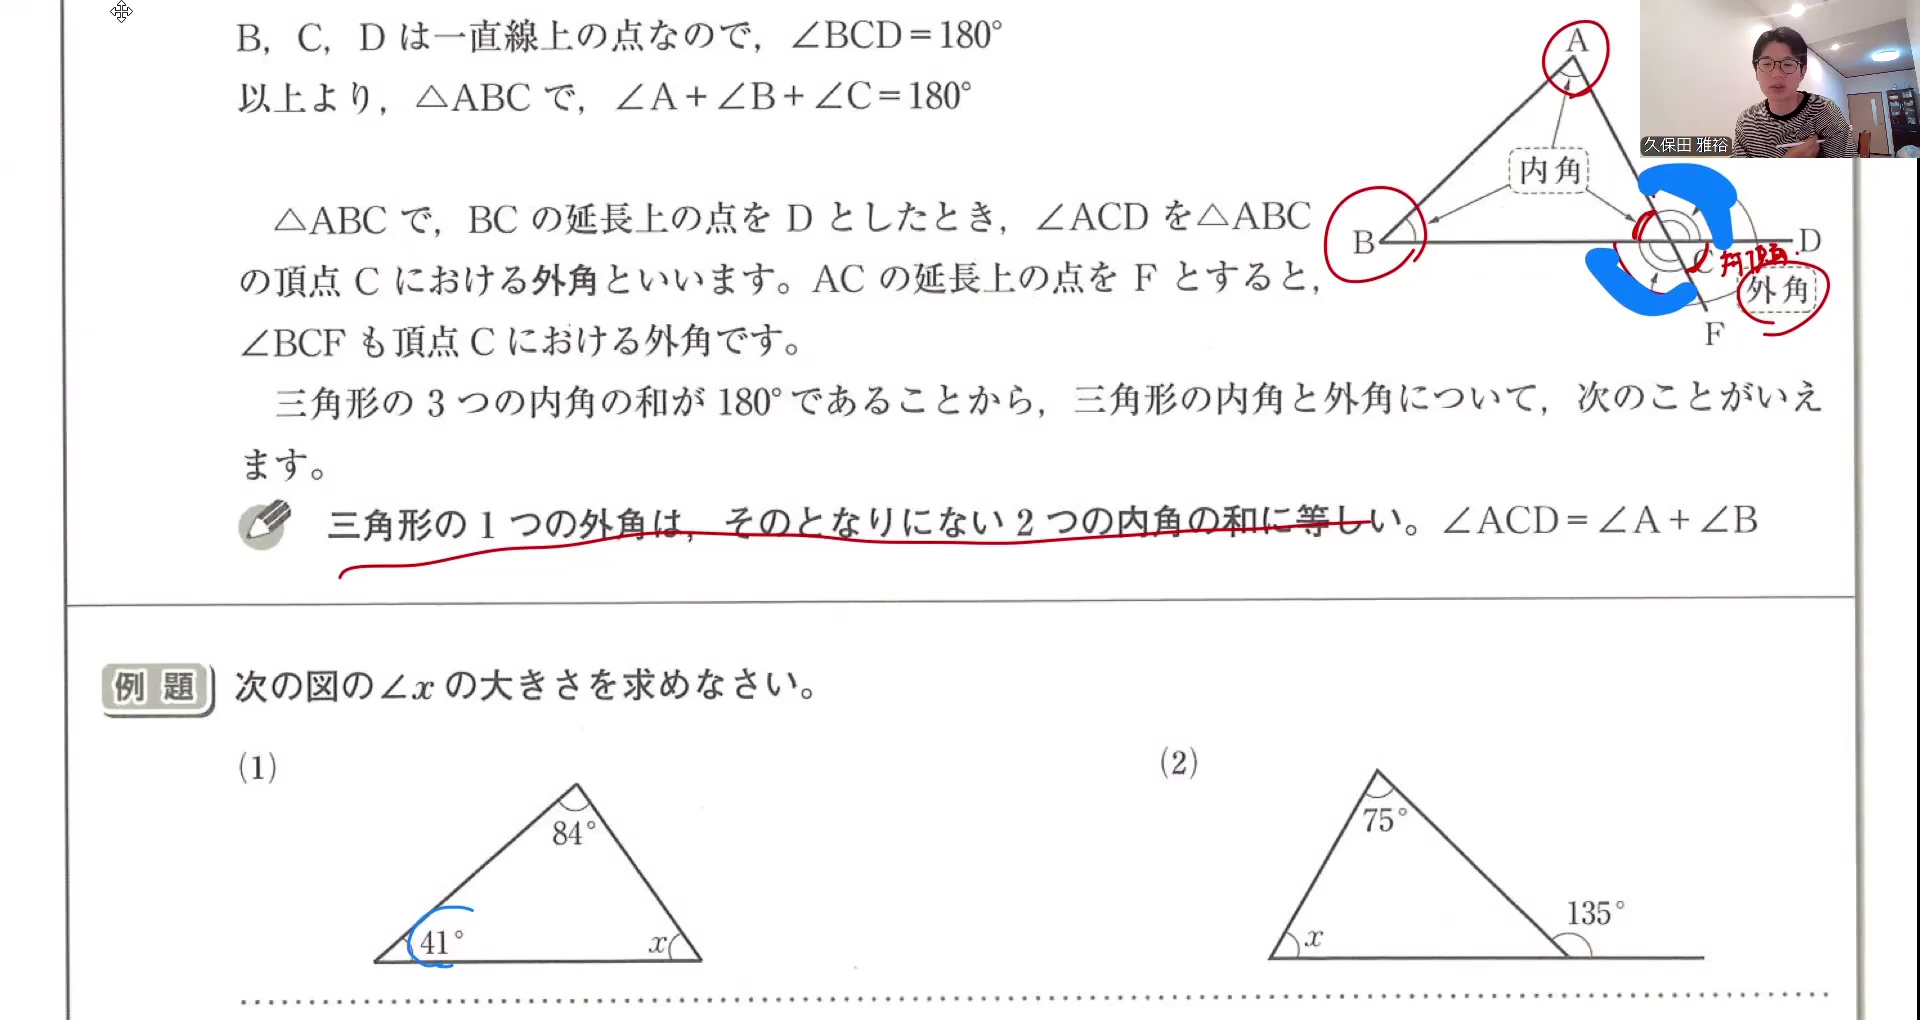 B, C, D は一直線上の点なので, ∠BCD=180°
以上より, △ABC で, ∠A+∠B+∠C=180°
A
久保田 雅裕
内角
△ABC で, BC の延長上の点を D としたとき, ∠ACD を△ABC
B
D
C
対頂角
の頂点 C における外角といいます。AC の延長上の点を F とすると,
外角
F
∠BCF も頂点 C における外角です。
三角形の 3 つの内角の和が 180° であることから, 三角形の内角と外角について, 次のことがいえ
ます。
三角形の 1 つの外角は, そのとなりにない 2 つの内角の和に等しい。∠ACD=∠A+∠B
例題 次の図の∠x の大きさを求めなさい。
(1)
84°
41°
x
(2)
75°
x
135°